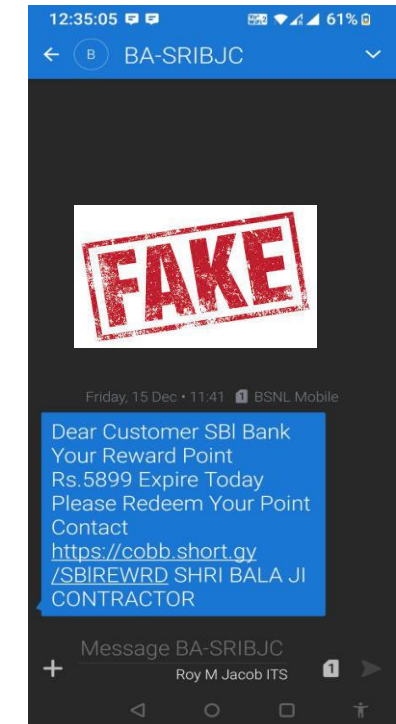 12:35:05 61%
B BA-SRIBJC
FAKE
Friday, 15 Dec • 11:41 1 BSNL Mobile
Dear Customer SBl Bank
Your Reward Point
Rs.5899 Expire Today
Please Redeem Your Point
Contact
https://cobb.short.gy
/SBlREWRD SHRI BALA JI
CONTRACTOR
Message BA-SRIBJC
Roy M Jacob ITS 1